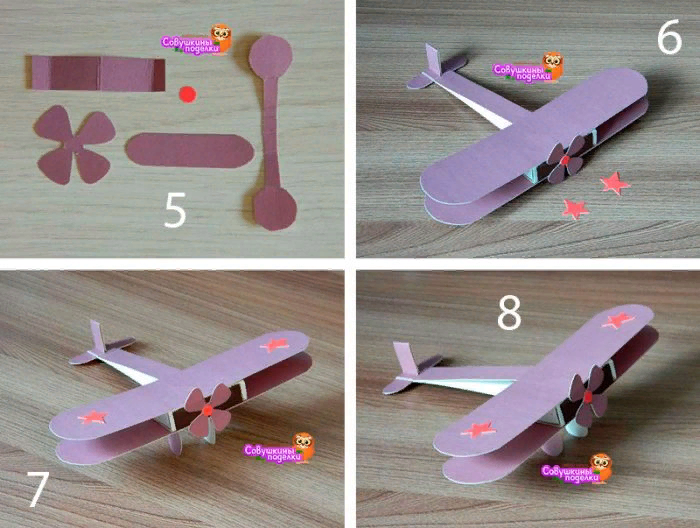 Совушкины
поделки
5
6
Совушкины
поделки
7
Совушкины
поделки
8
Совушкины
поделки